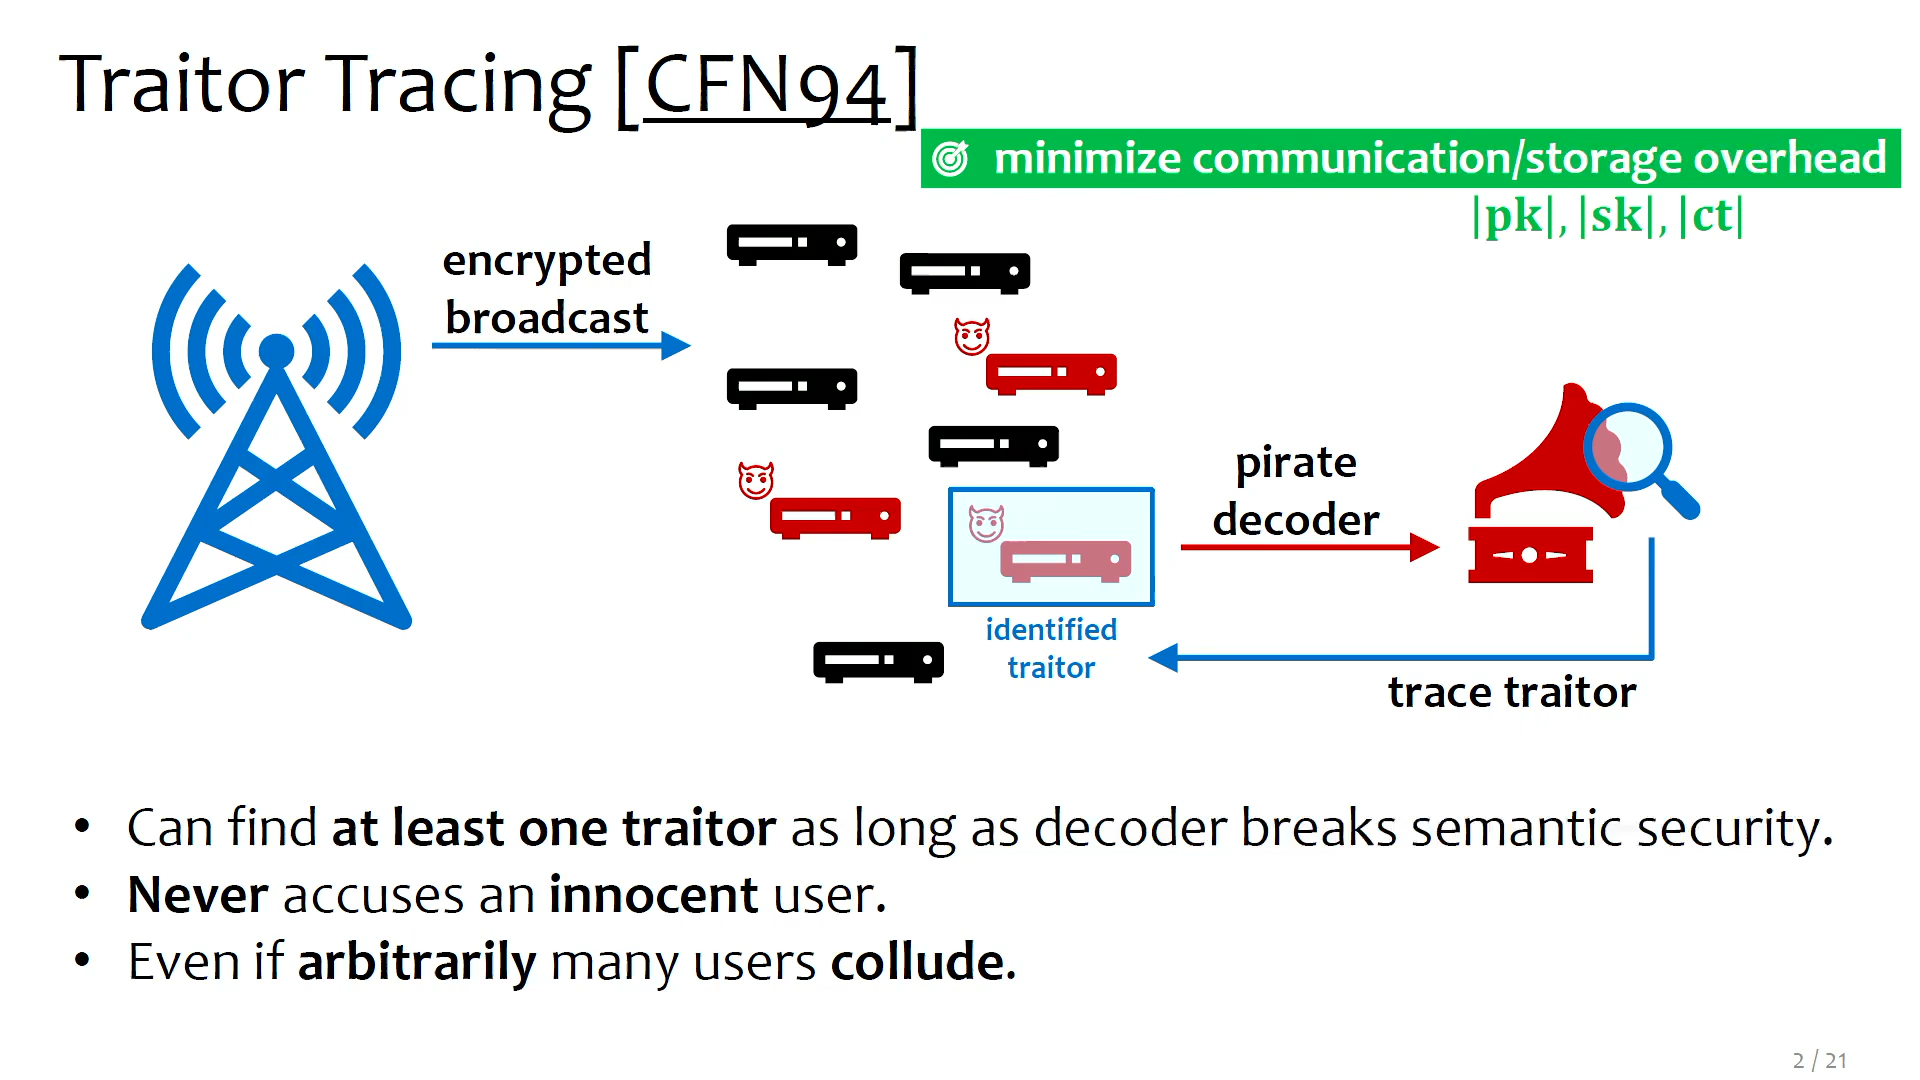 Traitor Tracing [CFN94]
minimize communication/storage overhead
|pk|, |sk|, |ct|
encrypted
broadcast
pirate
decoder
identified
traitor
trace traitor
• Can find at least one traitor as long as decoder breaks semantic security.
• Never accuses an innocent user.
• Even if arbitrarily many users collude.
2 / 21